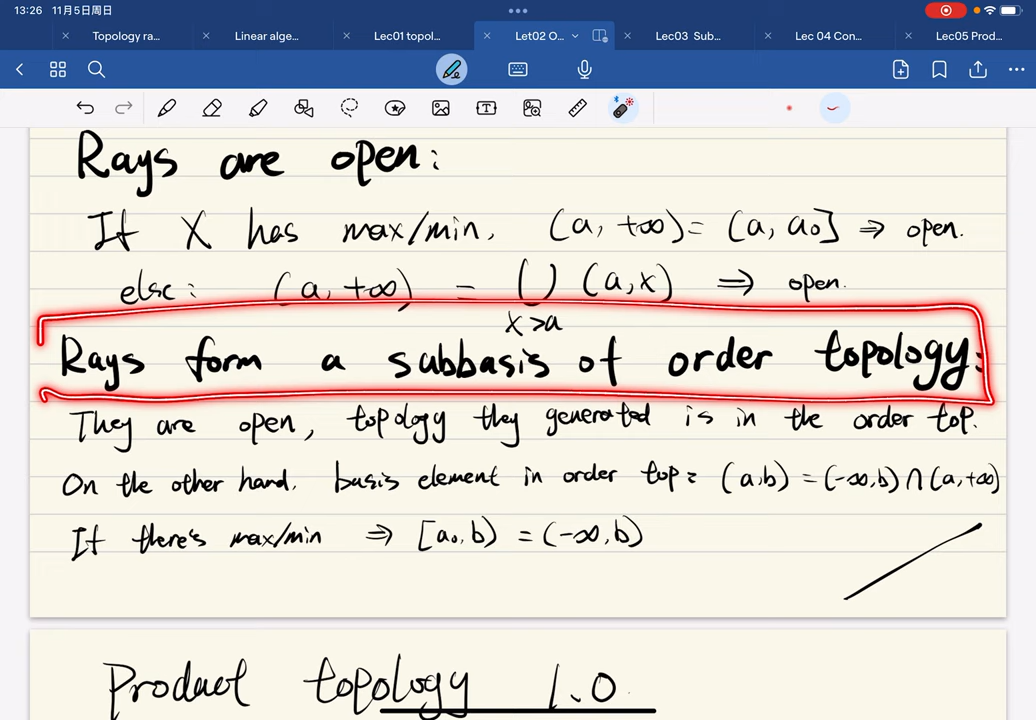 13:26 11月5日周日
Topology ra... Linear alge... Lec01 topol... Let02 O... Lec03 Sub... Lec 04 Con... Lec05 Prod...
Rays are open:
If X has max/min, (a, +∞) = (a, a₀] ⇒ open.
else: (a, +∞) = ⋃ (a, x) ⇒ open.
x > a
Rays form a subbasis of order topology:
They are open, topology they generated is in the order top.
On the other hand, basis element in order top: (a,b) = (-∞, b) ∩ (a, +∞)
If there's max/min ⇒ [a₀, b) = (-∞, b)
Product topology 1.0